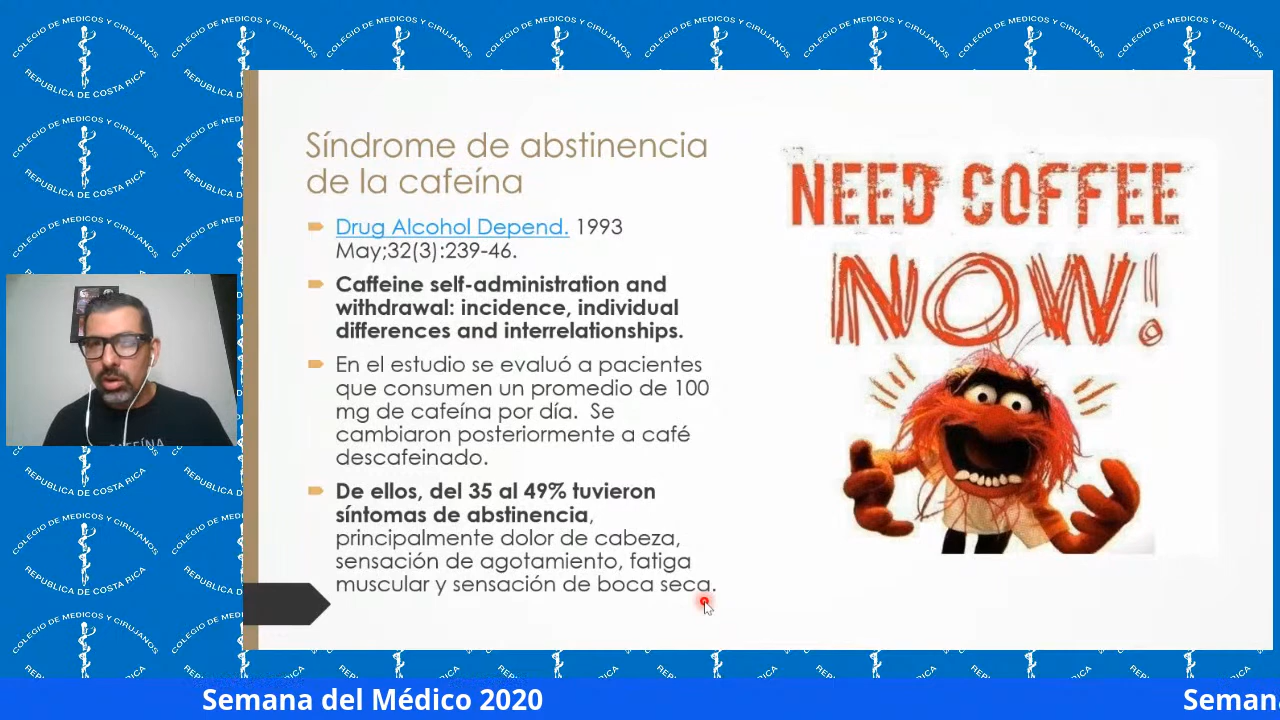 COLEGIO DE MEDICOS Y CIRUJANOS
REPUBLICA DE COSTA RICA
Síndrome de abstinencia
de la cafeína
Drug Alcohol Depend. 1993
May;32(3):239-46.
Caffeine self-administration and
withdrawal: incidence, individual
differences and interrelationships.
En el estudio se evaluó a pacientes
que consumen un promedio de 100
mg de cafeína por día. Se
cambiaron posteriormente a café
descafeinado.
De ellos, del 35 al 49% tuvieron
síntomas de abstinencia,
principalmente dolor de cabeza,
sensación de agotamiento, fatiga
muscular y sensación de boca seca.
NEED COFFEE
NOW!
Semana del Médico 2020
Seman